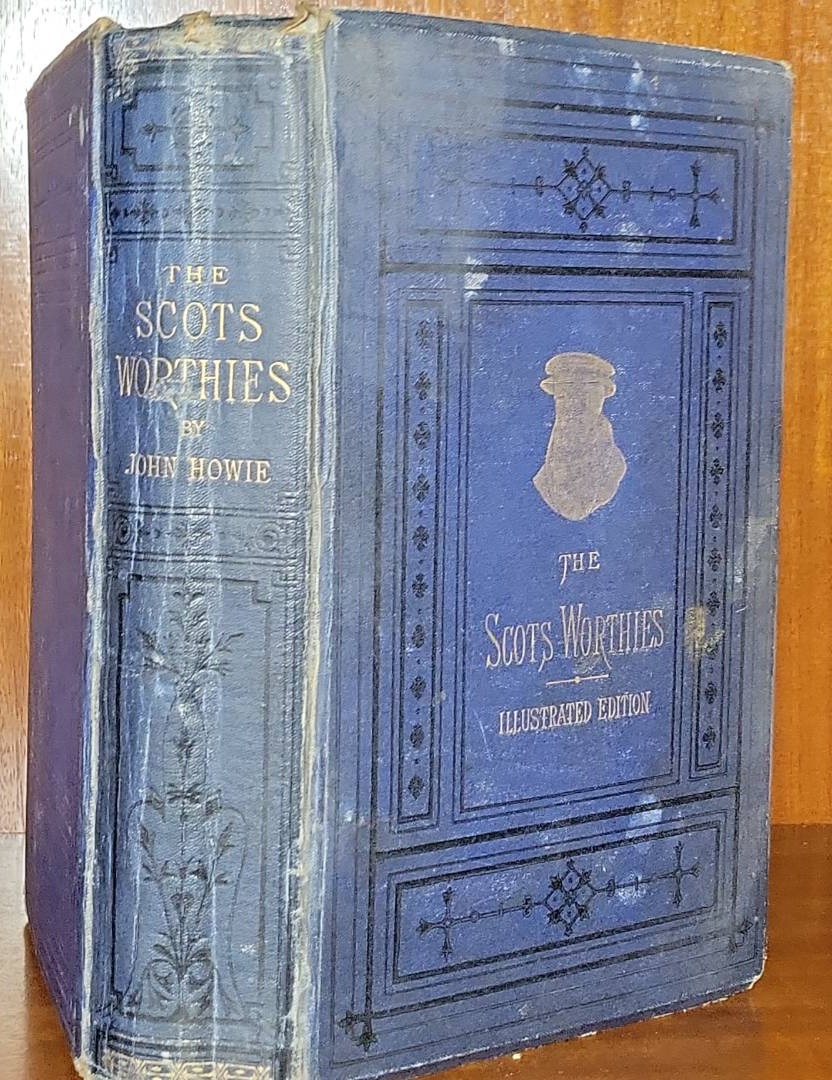 THE
SCOTS
WORTHIES
BY
JOHN HOWIE
THE
SCOTS WORTHIES
ILLUSTRATED EDITION